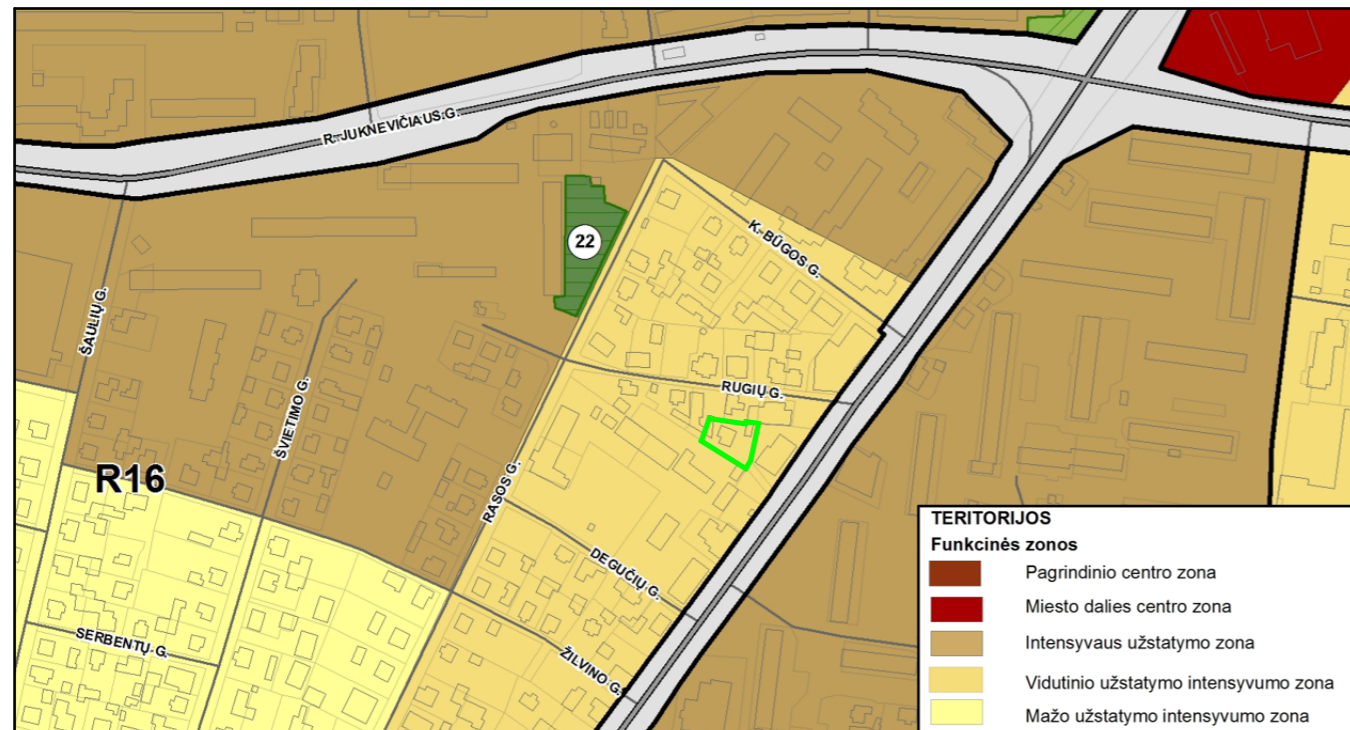 R. JUKNEVIČIAUS G.
K. BŪGOS G.
22
ŠAULIŲ G.
RUGIŲ G.
ŠVIETIMO G.
R16
RASOS G.
DEGUČIŲ G.
SERBENTŲ G.
ŽILVINO G.
TERITORIJOS
Funkcinės zonos
Pagrindinio centro zona
Miesto dalies centro zona
Intensyvaus užstatymo zona
Vidutinio užstatymo intensyvumo zona
Mažo užstatymo intensyvumo zona